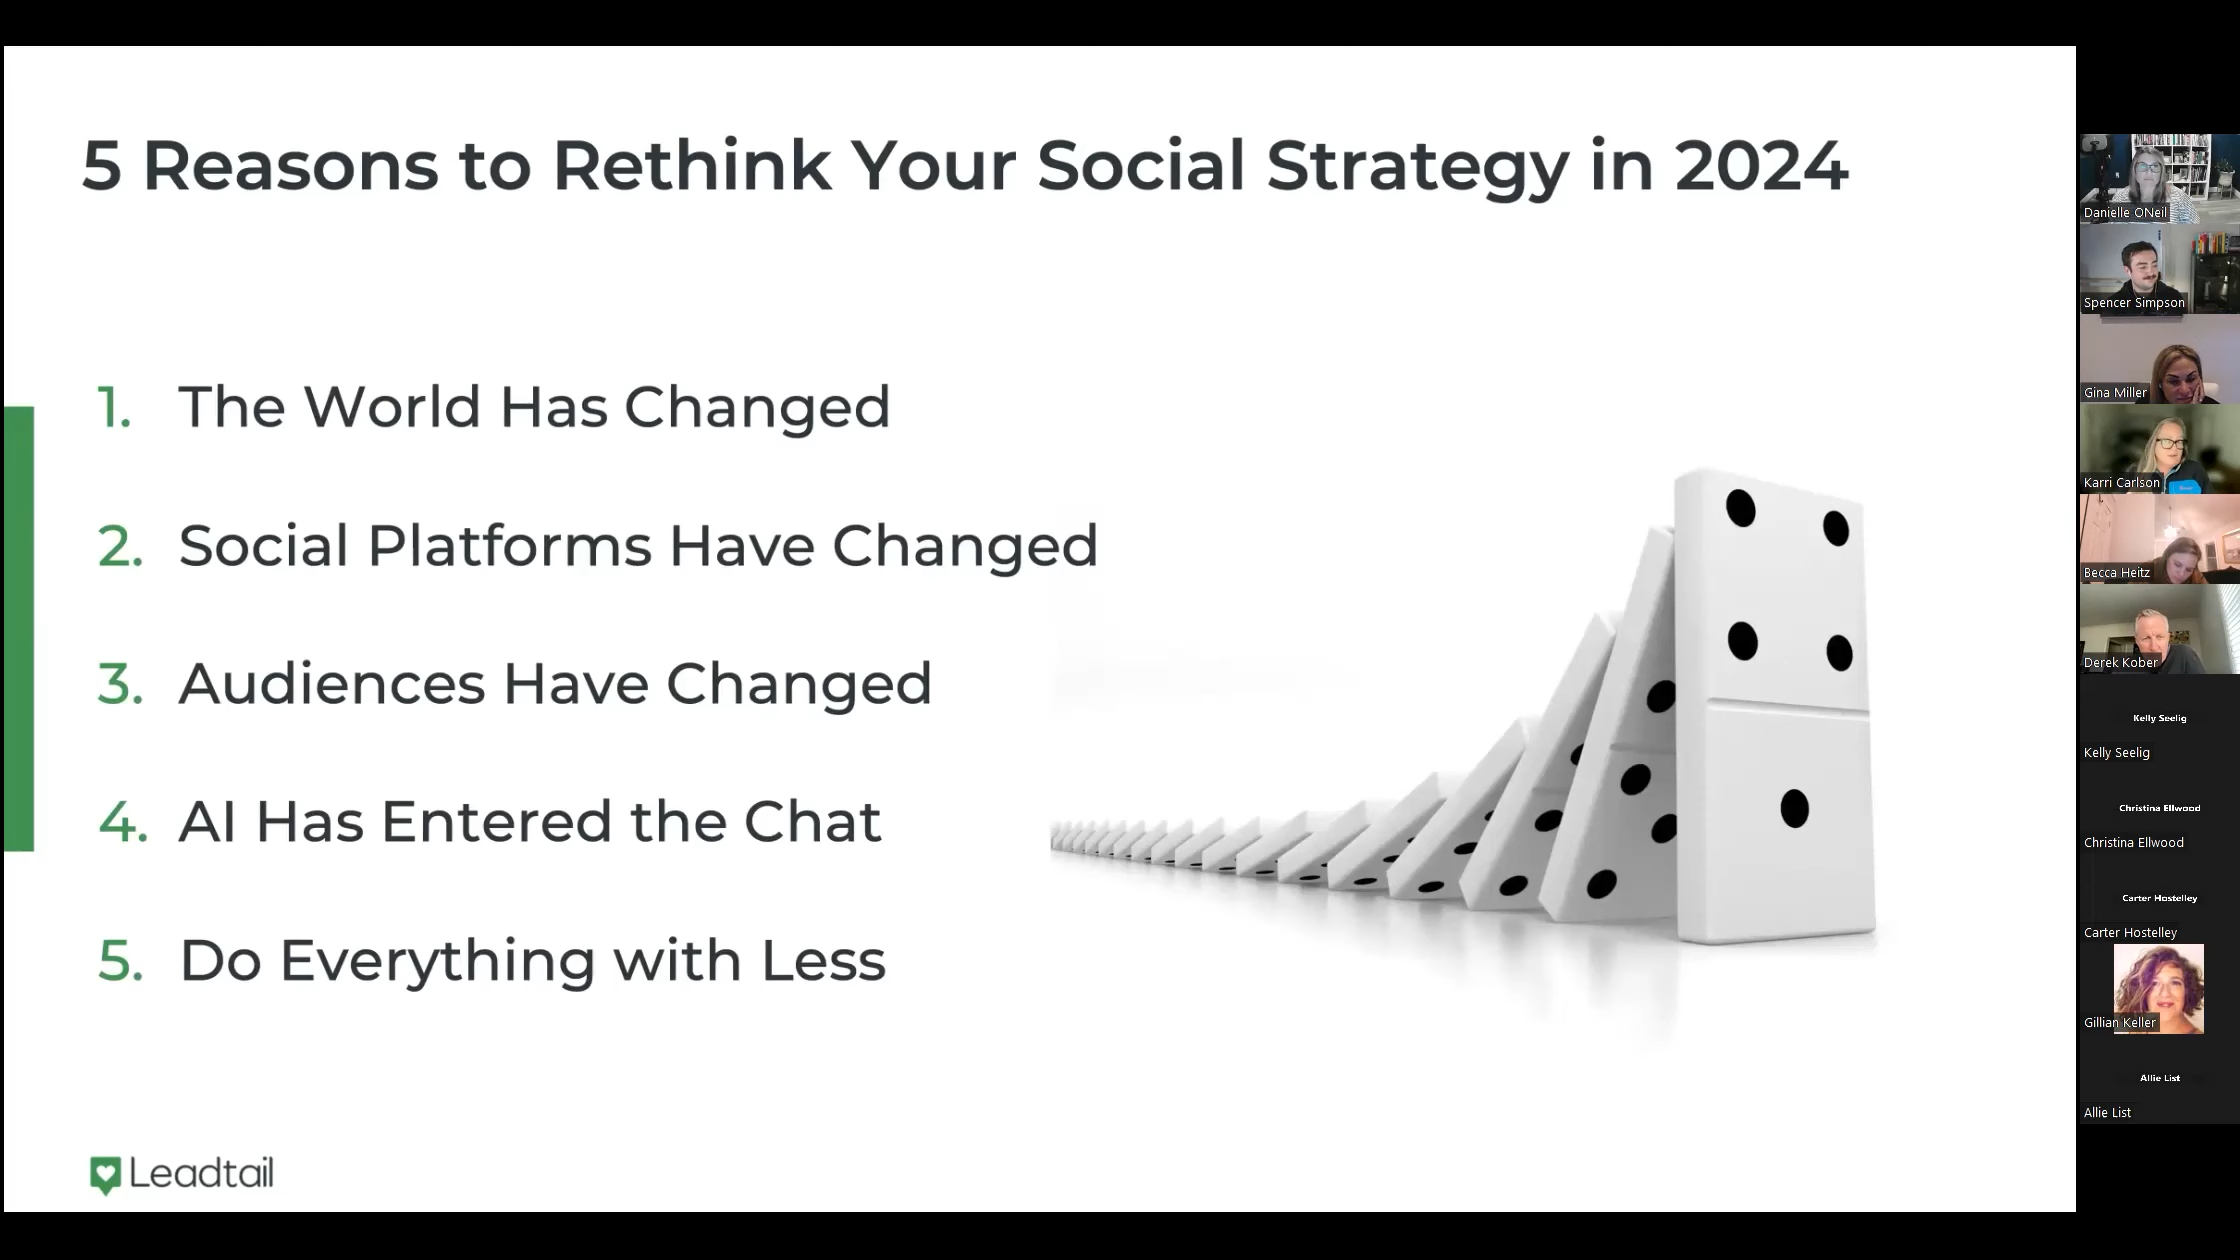 5 Reasons to Rethink Your Social Strategy in 2024
1. The World Has Changed
2. Social Platforms Have Changed
3. Audiences Have Changed
4. AI Has Entered the Chat
5. Do Everything with Less
Leadtail
Danielle ONeil
Spencer Simpson
Gina Miller
Karri Carlson
Becca Heitz
Derek Kober
Kelly Seelig
Kelly Seelig
Christina Ellwood
Christina Ellwood
Carter Hostelley
Carter Hostelley
Gillian Keller
Allie List
Allie List